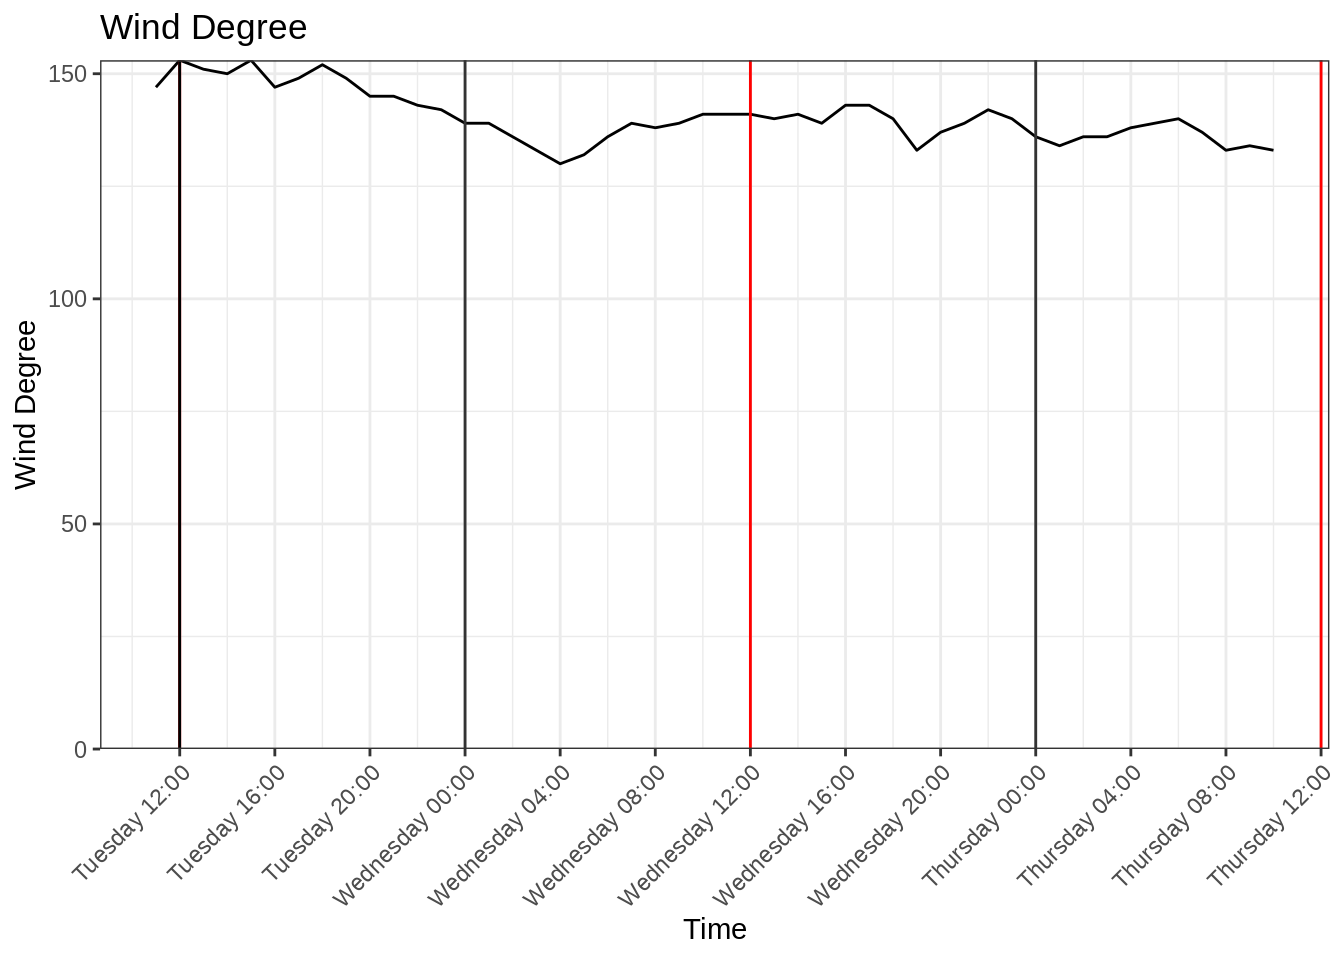 Wind Degree
150
100
50
0
Wind Degree
Tuesday 12:00
Tuesday 16:00
Tuesday 20:00
Wednesday 00:00
Wednesday 04:00
Wednesday 08:00
Wednesday 12:00
Wednesday 16:00
Wednesday 20:00
Thursday 00:00
Thursday 04:00
Thursday 08:00
Thursday 12:00
Time